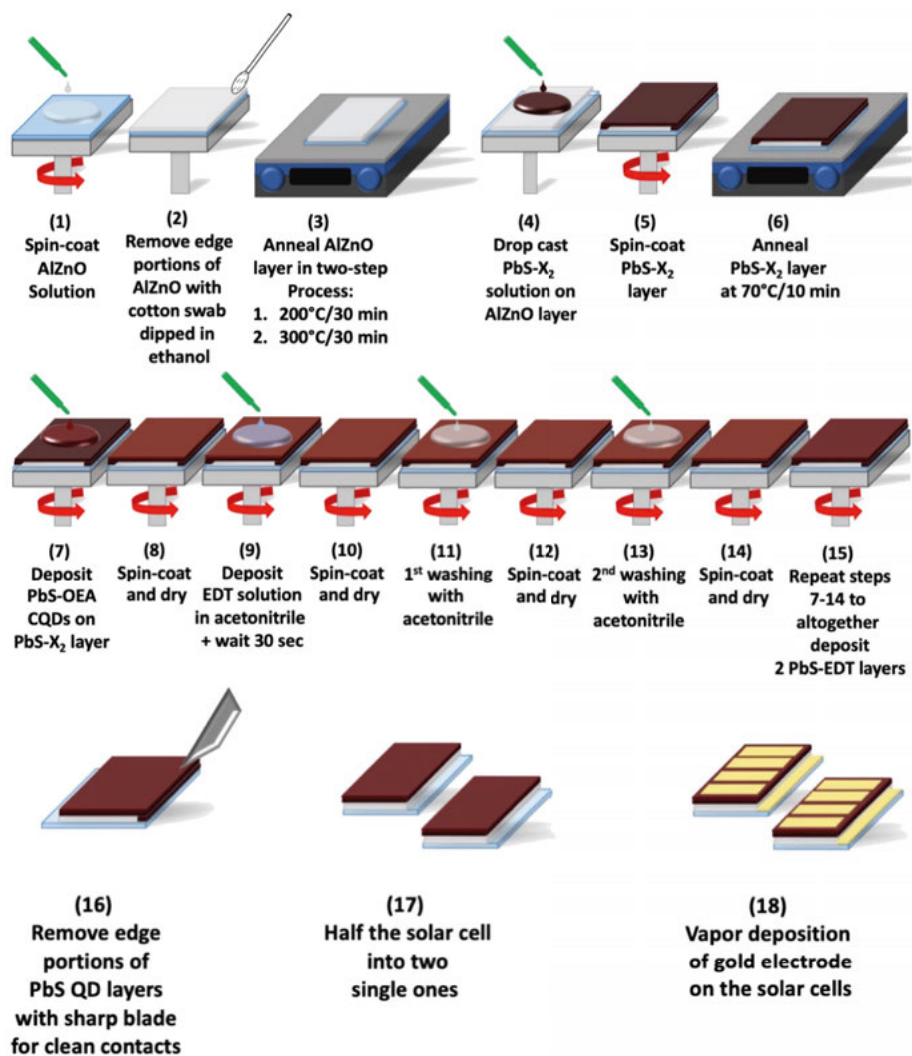 (1)
Spin-coat
AlZnO
Solution
(2)
Remove edge
portions of
AlZnO with
cotton swab
dipped in
ethanol
(3)
Anneal AlZnO
layer in two-step
Process:
1. 200°C/30 min
2. 300°C/30 min
(4)
Drop cast
PbS-X₂
solution on
AlZnO layer
(5)
Spin-coat
PbS-X₂
layer
(6)
Anneal
PbS-X₂ layer
at 70°C/10 min
(7)
Deposit
PbS-OEA
CQDs on
PbS-X₂ layer
(8)
Spin-coat
and dry
(9)
Deposit
EDT solution
in acetonitrile
+ wait 30 sec
(10)
Spin-coat
and dry
(11)
1st washing
with
acetonitrile
(12)
Spin-coat
and dry
(13)
2nd washing
with
acetonitrile
(14)
Spin-coat
and dry
(15)
Repeat steps
7-14 to
altogether
deposit
2 PbS-EDT layers
(16)
Remove edge
portions of
PbS QD layers
with sharp blade
for clean contacts
(17)
Half the solar cell
into two
single ones
(18)
Vapor deposition
of gold electrode
on the solar cells